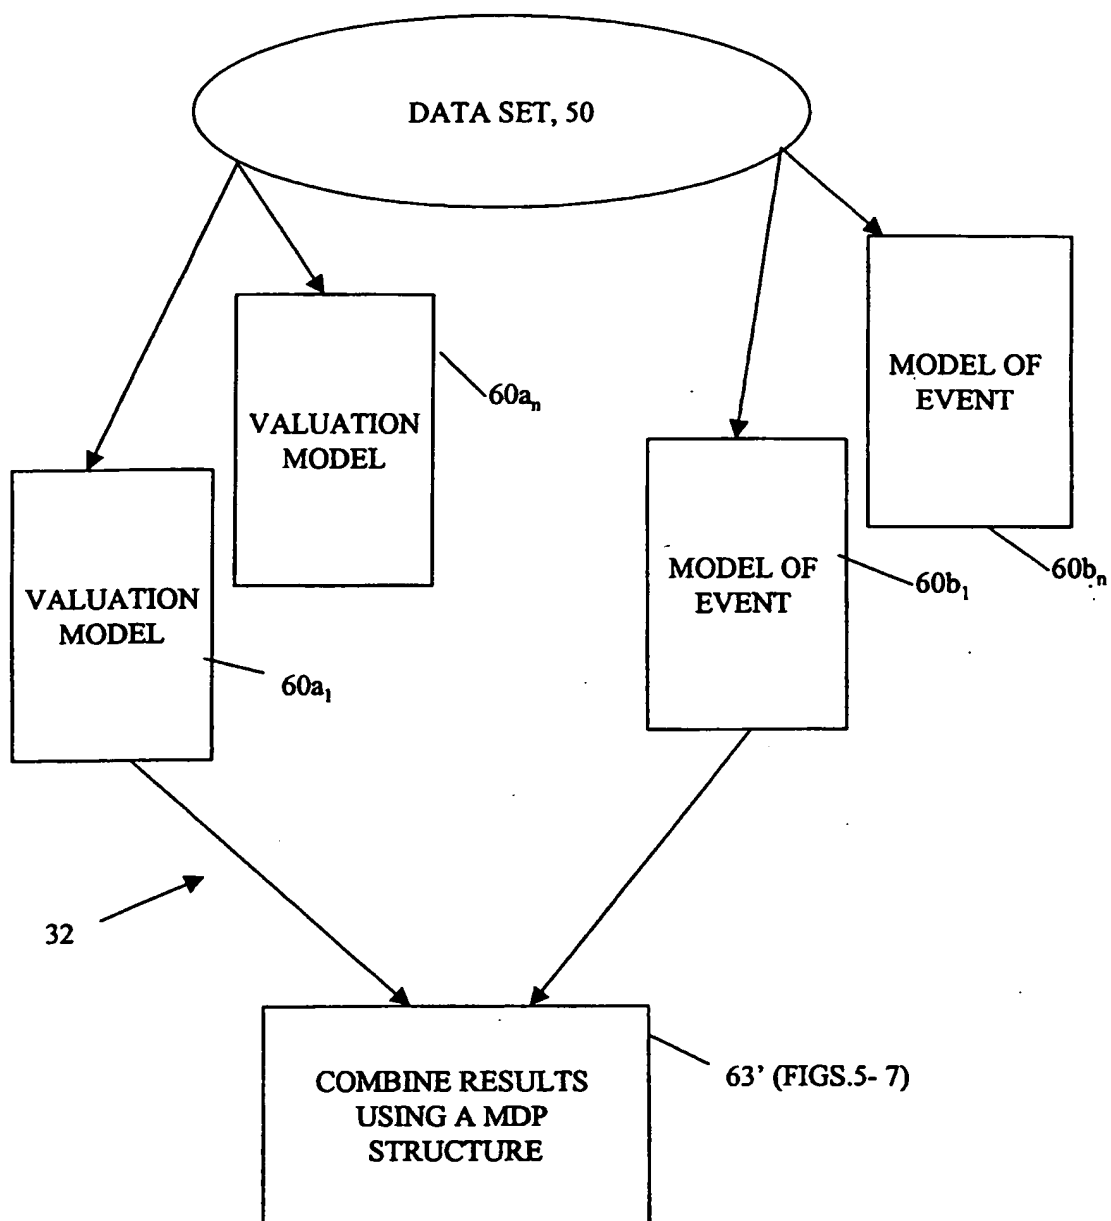 DATA SET, 50
MODEL OF
EVENT
60aₙ
VALUATION
MODEL
60bₙ
MODEL OF
EVENT
60b₁
VALUATION
MODEL
60a₁
32
63' (FIGS.5- 7)
COMBINE RESULTS
USING A MDP
STRUCTURE